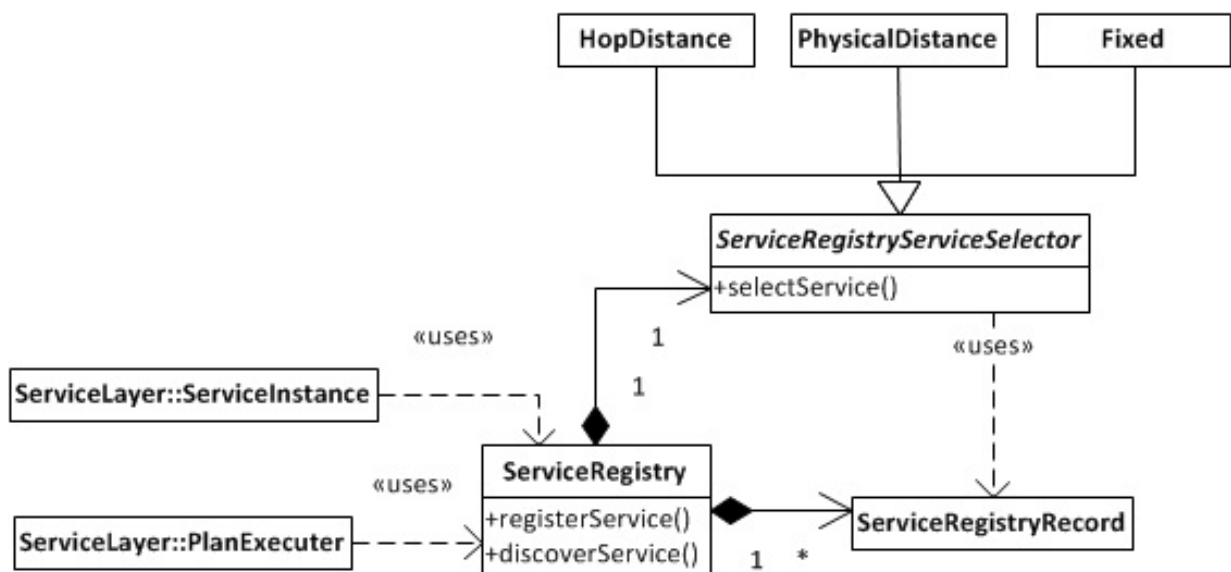 HopDistance
PhysicalDistance
Fixed
ServiceRegistryServiceSelector
+selectService()
«uses»
1
«uses»
ServiceLayer::ServiceInstance
1
ServiceRegistry
+registerService()
+discoverService()
«uses»
ServiceLayer::PlanExecuter
ServiceRegistryRecord
1
*